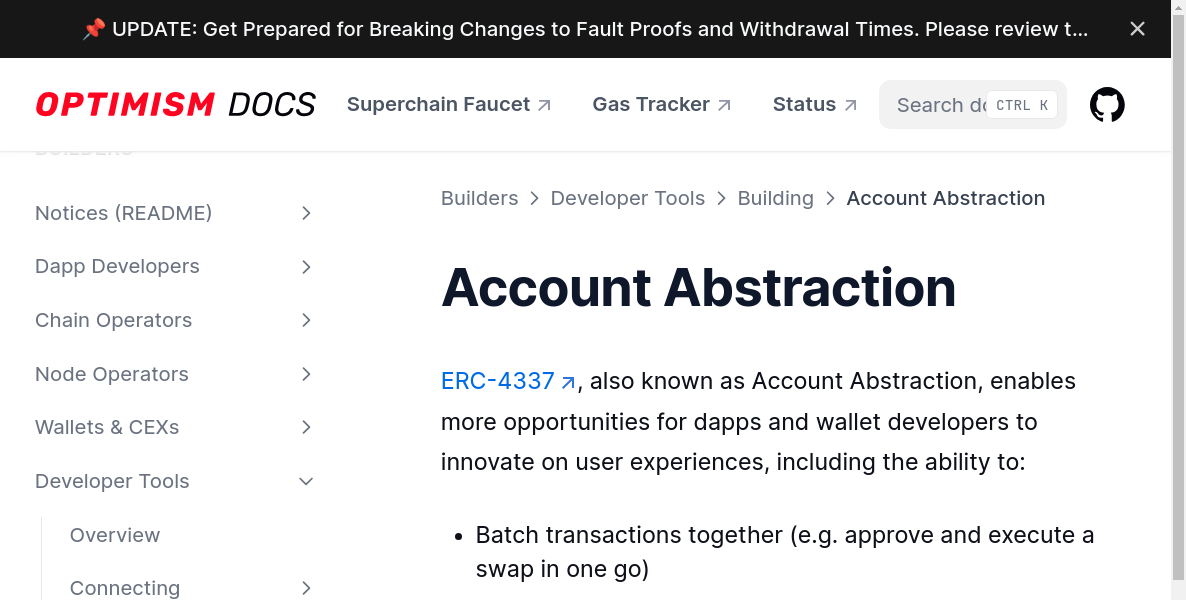 📌 UPDATE: Get Prepared for Breaking Changes to Fault Proofs and Withdrawal Times. Please review t...
OPTIMISM DOCS
Superchain Faucet
Gas Tracker
Status
Search do
CTRL K
BUILDERS
Notices (README)
Dapp Developers
Chain Operators
Node Operators
Wallets & CEXs
Developer Tools
Overview
Connecting
Builders > Developer Tools > Building > Account Abstraction
Account Abstraction
ERC-4337 ↗, also known as Account Abstraction, enables
more opportunities for dapps and wallet developers to
innovate on user experiences, including the ability to:
• Batch transactions together (e.g. approve and execute a
swap in one go)